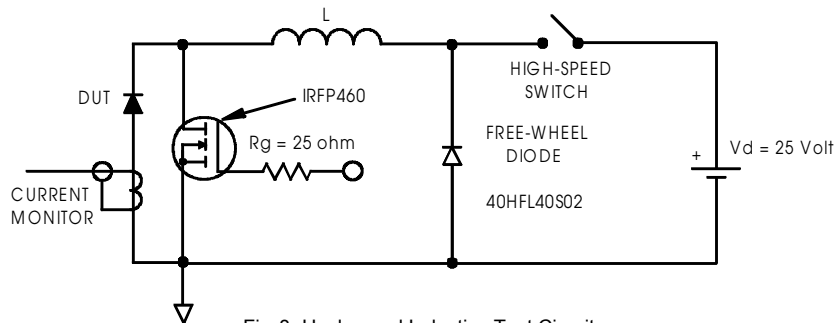 L
HIGH-SPEED
SWITCH
DUT
IRFP460
Rg = 25 ohm
FREE-WHEEL
DIODE
40HFL40S02
+
Vd = 25 Volt
CURRENT
MONITOR